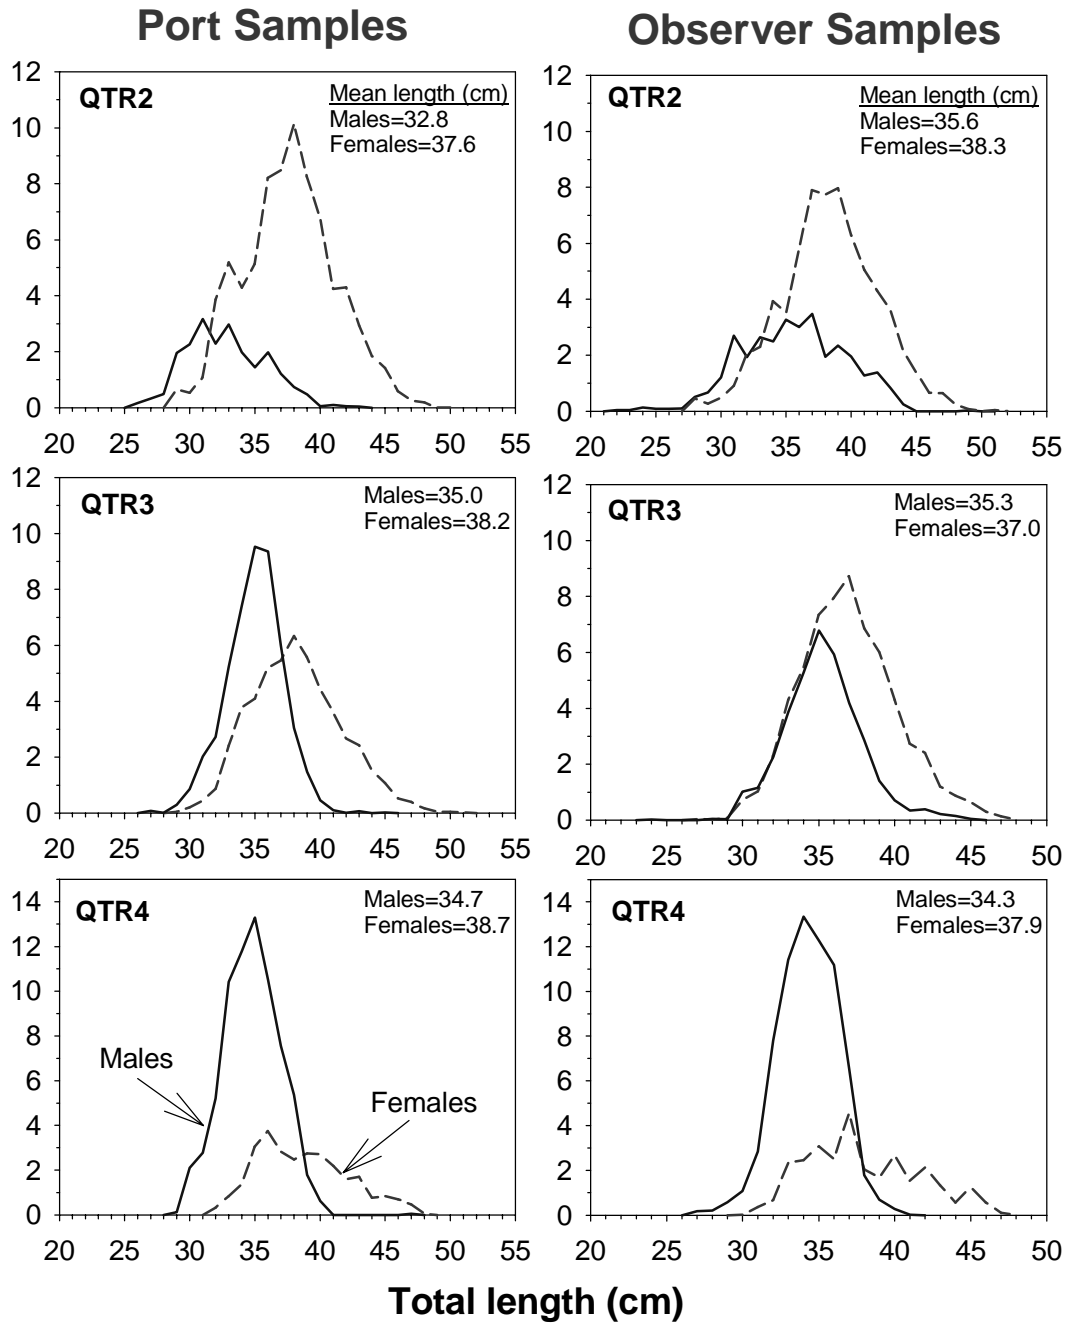 Port Samples
Observer Samples
QTR2
Mean length (cm)
Males=32.8
Females=37.6
12
10
8
6
4
2
0
20 25 30 35 40 45 50 55
QTR2
Mean length (cm)
Males=35.6
Females=38.3
12
10
8
6
4
2
0
20 25 30 35 40 45 50 55
QTR3
Males=35.0
Females=38.2
12
10
8
6
4
2
0
20 25 30 35 40 45 50 55
QTR3
Males=35.3
Females=37.0
12
10
8
6
4
2
0
20 25 30 35 40 45 50
QTR4
Males=34.7
Females=38.7
14
12
10
8
6
4
2
0
Males
Females
20 25 30 35 40 45 50 55
QTR4
Males=34.3
Females=37.9
14
12
10
8
6
4
2
0
20 25 30 35 40 45 50
Total length (cm)